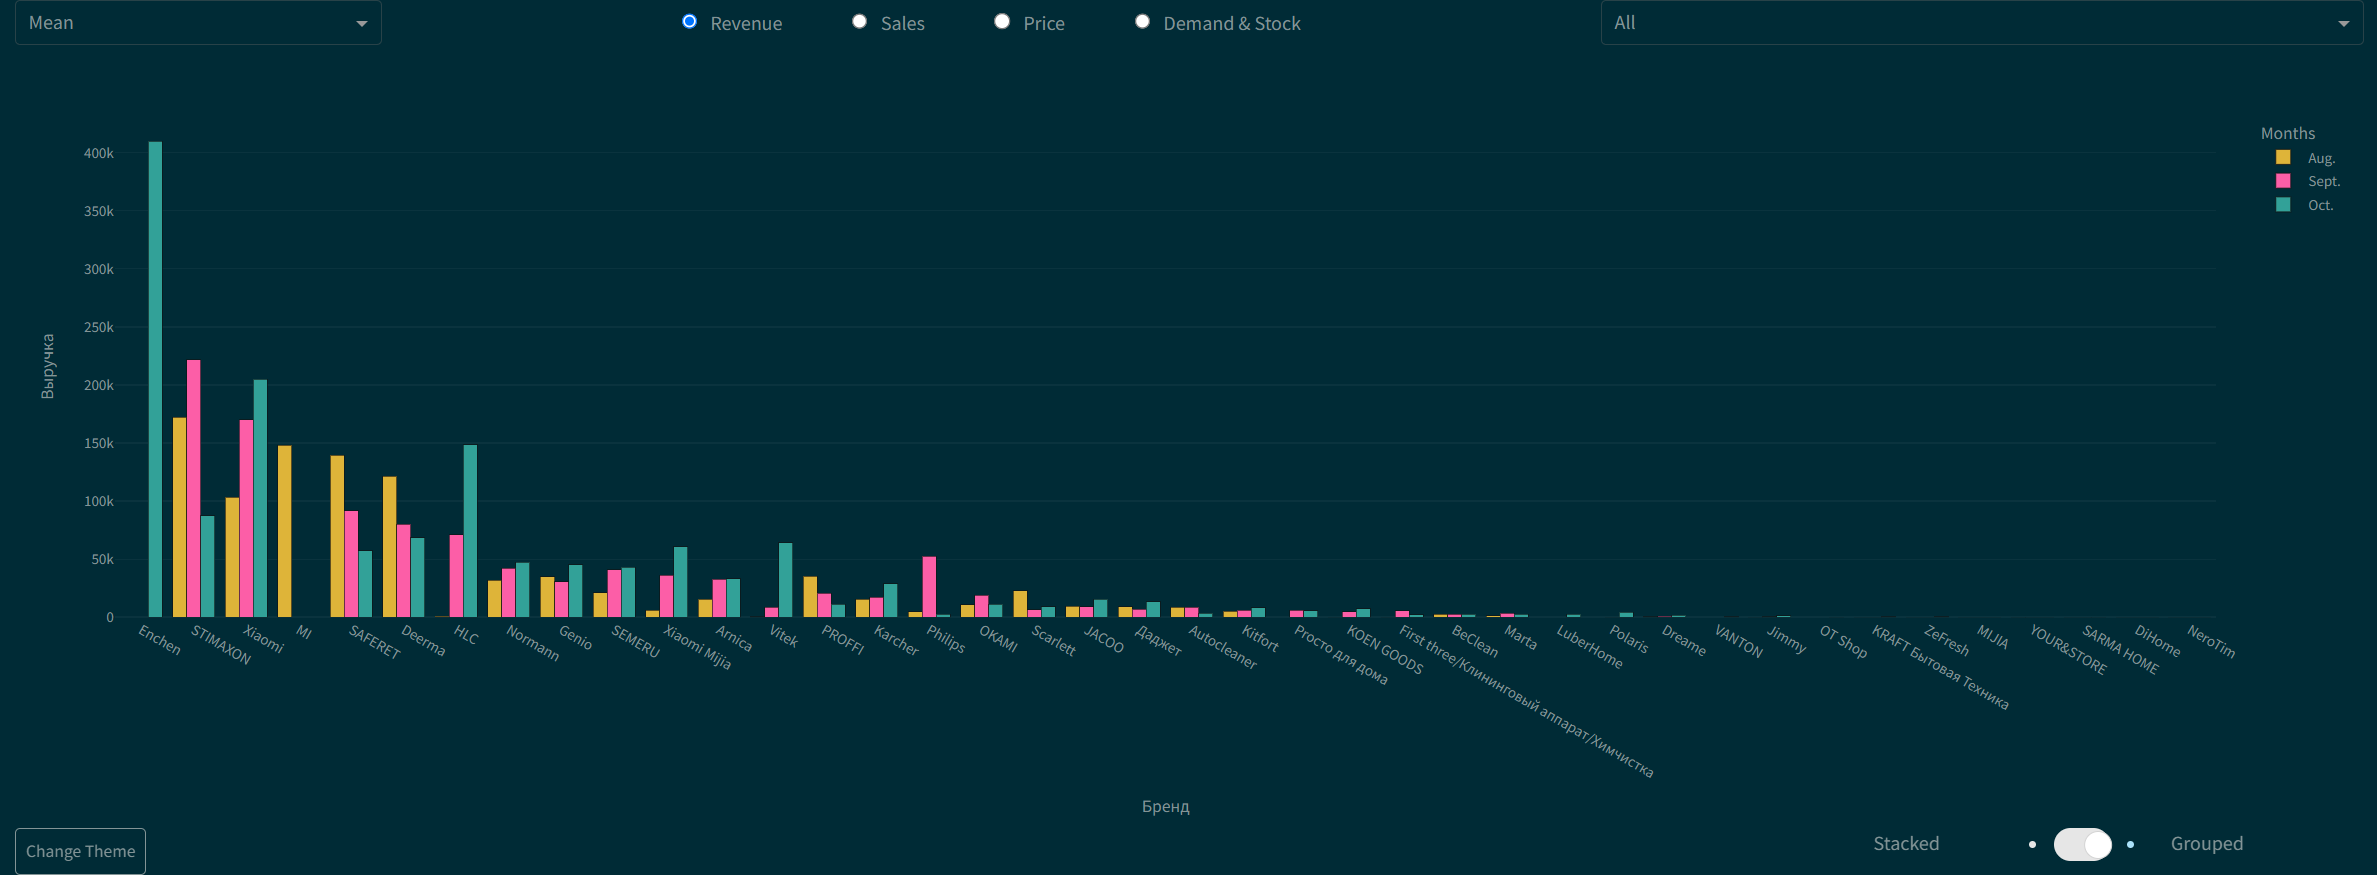 Mean
Revenue
Sales
Price
Demand & Stock
All
Months
Aug.
Sept.
Oct.
400k
350k
300k
250k
200k
150k
100k
50k
0
Выручка
Enchen
STIMAXON
Xiaomi
MI
SAFERET
Deerma
HLC
Normann
Genio
SEMERU
Xiaomi Mijia
Arnica
Vitek
PROFFI
Karcher
Philips
OKAMI
Scarlett
JACOO
Даджет
Autocleaner
Kitfort
Просто для дома
KOEN GOODS
First three/Клининговый аппарат/Химчистка
BeClean
Marta
LuberHome
Polaris
Dreame
VANTON
Jimmy
OT Shop
KRAFT Бытовая Техника
ZeFresh
MIJIA
YOUR&STORE
SARMA HOME
DiHome
NeroTim
Бренд
Change Theme
Stacked
Grouped